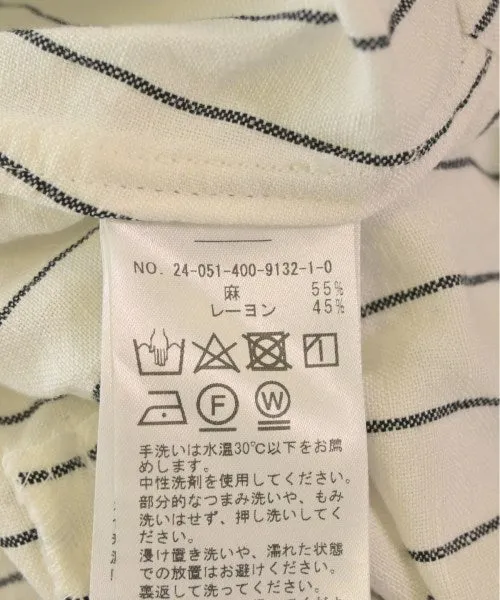 NO. 24-051-400-9132-1-0
麻 55%
レーヨン 45%
F W
手洗いは水温30℃以下をお薦
めします。
中性洗剤を使用してください。
部分的なつまみ洗いや、もみ
洗いはせず、押し洗いしてく
ださい。
浸け置き洗いや、濡れた状態
での放置はお避けください。
裏返して洗ってください。